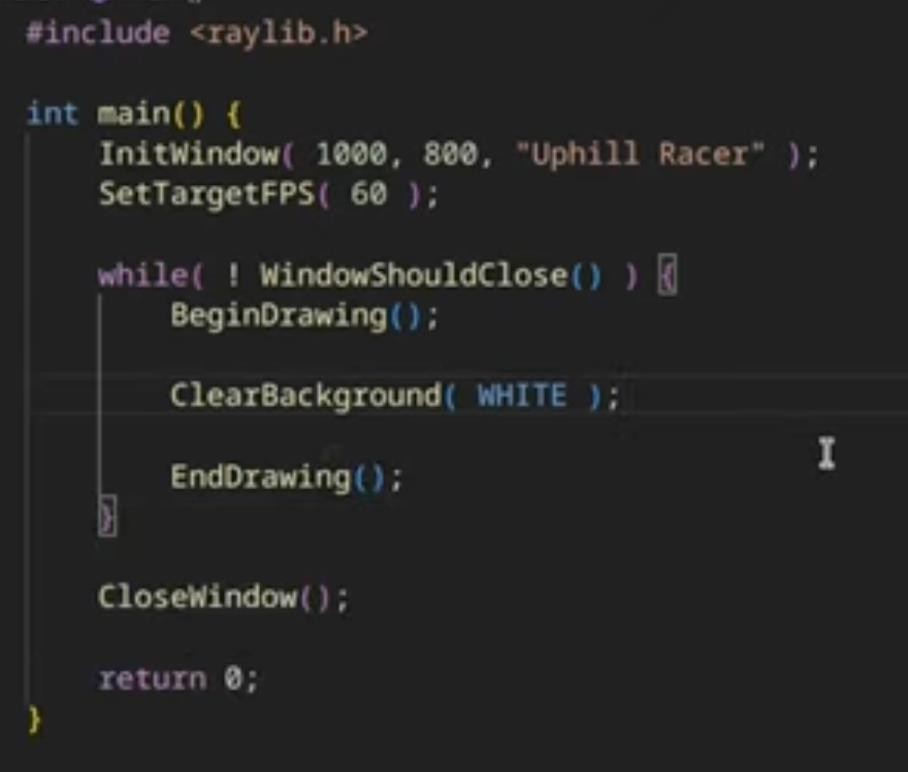 #include <raylib.h>
int main() {
InitWindow( 1000, 800, "Uphill Racer" );
SetTargetFPS( 60 );
while( ! WindowShouldClose() ) {
BeginDrawing();
ClearBackground( WHITE );
EndDrawing();
}
CloseWindow();
return 0;
}